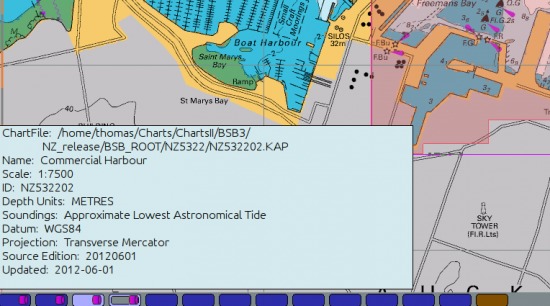 Freemans Bay
Small
Craft
Moorings
Boat Harbour
SILOS
32m
F.Bu
F.R
F.Bu
Saint Marys
Bay
Ramp
St Marys Bay
40
ChartFile: /home/thomas/Charts/ChartsII/BSB3/
NZ_release/BSB_ROOT/NZ5322/NZ532202.KAP
Name: Commercial Harbour
Scale: 1:7500
ID: NZ532202
Depth Units: METRES
Soundings: Approximate Lowest Astronomical Tide
Datum: WGS84
Projection: Transverse Mercator
Source Edition: 20120601
Updated: 2012-06-01
SKY
TOWER
(Fl.R.Lts)
A U C K